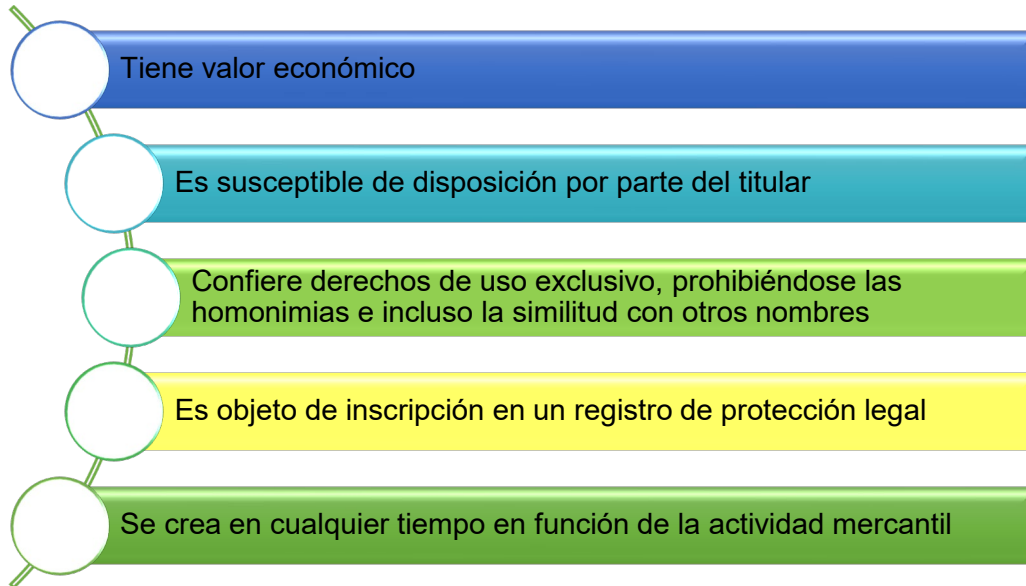 Tiene valor económico
Es susceptible de disposición por parte del titular
Confiere derechos de uso exclusivo, prohibiéndose las
homonimias e incluso la similitud con otros nombres
Es objeto de inscripción en un registro de protección legal
Se crea en cualquier tiempo en función de la actividad mercantil